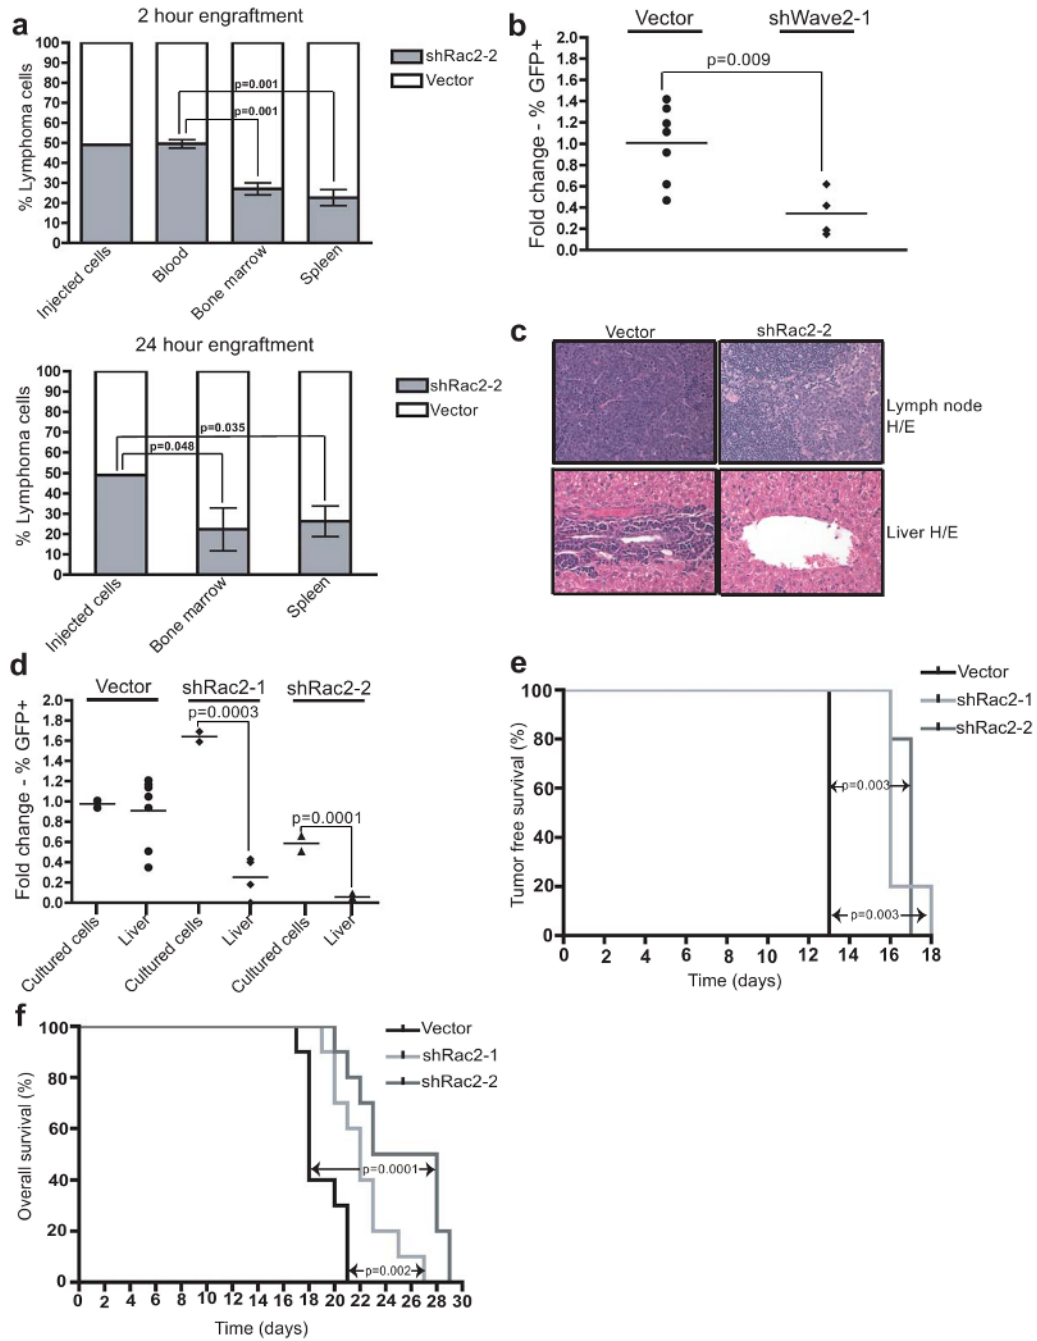 a
2 hour engraftment
100
90
80
70
60
50
40
30
20
10
0
% Lymphoma cells
p=0.001
p=0.001
shRac2-2
Vector
Injected cells
Blood
Bone marrow
Spleen
24 hour engraftment
100
90
80
70
60
50
40
30
20
10
0
% Lymphoma cells
p=0.035
p=0.048
shRac2-2
Vector
Injected cells
Bone marrow
Spleen
b
Vector shWave2-1
2.0
1.8
1.6
1.4
1.2
1.0
0.8
0.6
0.4
0.2
0.0
Fold change - % GFP+
p=0.009
c
Vector shRac2-2
Lymph node
H/E
Liver H/E
d
Vector shRac2-1 shRac2-2
2.0
1.8
1.6
1.4
1.2
1.0
0.8
0.6
0.4
0.2
0.0
Fold change - % GFP+
p=0.0003
p=0.0001
Cultured cells
Liver
Cultured cells
Liver
Cultured cells
Liver
e
100
80
60
40
20
0
Tumor free survival (%)
p=0.003
p=0.003
Vector
shRac2-1
shRac2-2
0 2 4 6 8 10 12 14 16 18
Time (days)
f
100
80
60
40
20
0
Overall survival (%)
p=0.0001
p=0.002
Vector
shRac2-1
shRac2-2
0 2 4 6 8 10 12 14 16 18 20 22 24 26 28 30
Time (days)